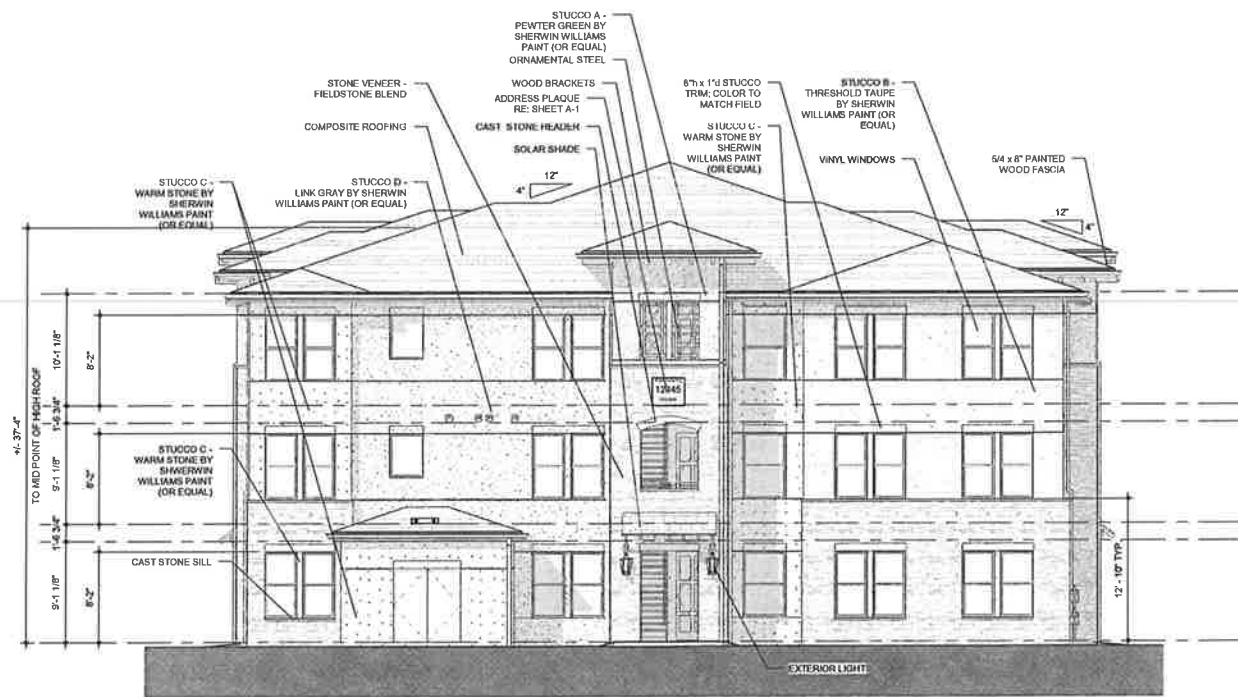 STUCCO A -
PEWTER GREEN BY
SHERWIN WILLIAMS
PAINT (OR EQUAL)
ORNAMENTAL STEEL
STONE VENEER -
FIELDSTONE BLEND
WOOD BRACKETS
ADDRESS PLAQUE
RE: SHEET A-1
6"h x 1"d STUCCO
TRIM; COLOR TO
MATCH FIELD
STUCCO B -
THRESHOLD TAUPE
BY SHERWIN
WILLIAMS PAINT (OR
EQUAL)
COMPOSITE ROOFING
CAST STONE HEADER
STUCCO C -
WARM STONE BY
SHERWIN
WILLIAMS PAINT
(OR EQUAL)
SOLAR SHADE
VINYL WINDOWS
5/4 x 8" PAINTED
WOOD FASCIA
STUCCO C -
WARM STONE BY
SHERWIN
WILLIAMS PAINT
(OR EQUAL)
STUCCO D -
LINK GRAY BY SHERWIN
WILLIAMS PAINT (OR EQUAL)
12"
4"
12"
4"
+/- 37'-4"
TO MID POINT OF HIGH ROOF
10'-1 1/8"
8'-2"
1'-6 3/4"
9'-1 1/8"
8'-2"
1'-6 3/4"
9'-1 1/8"
8'-2"
12345
STUCCO C -
WARM STONE BY
SHWERWIN
WILLIAMS PAINT
(OR EQUAL)
CAST STONE SILL
12' - 10" TYP.
EXTERIOR LIGHT